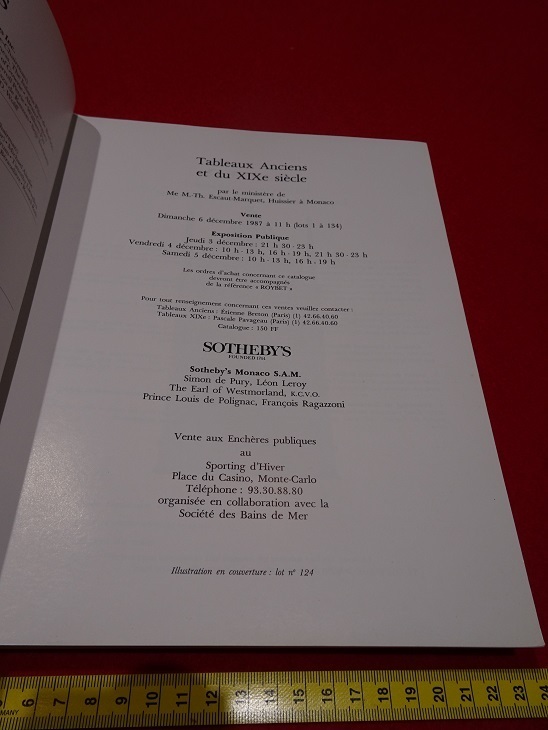 Tableaux Anciens
et du XIXe siècle
par le ministère de
Me M.-Th. Escaut-Marquet, Huissier à Monaco
Vente
Dimanche 6 décembre 1987 à 11 h (lots 1 à 134)
Exposition Publique
Jeudi 3 décembre : 21 h 30 - 23 h
Vendredi 4 décembre : 10 h - 13 h, 16 h - 19 h, 21 h 30 - 23 h
Samedi 5 décembre : 10 h - 13 h, 16 h - 19 h
Les ordres d'achat concernant ce catalogue
devront être accompagnés
de la référence « ROYBET »
Pour tout renseignement concernant ces ventes veuillez contacter :
Tableaux Anciens : Étienne Breton (Paris) (1) 42.66.40.60
Tableaux XIXe : Pascale Pavageau (Paris) (1) 42.66.40.60
Catalogue : 150 FF
SOTHEBY'S
FOUNDED 1744
Sotheby's Monaco S.A.M.
Simon de Pury, Léon Leroy
The Earl of Westmorland, K.C.V.O.
Prince Louis de Polignac, François Ragazzoni
Vente aux Enchères publiques
au
Sporting d'Hiver
Place du Casino, Monte-Carlo
Téléphone : 93.30.88.80
organisée en collaboration avec la
Société des Bains de Mer
Illustration en couverture : lot n° 124
6 7 8 9 10 11 12 13 14 15 16 17 18 19 20 21 22 23 24